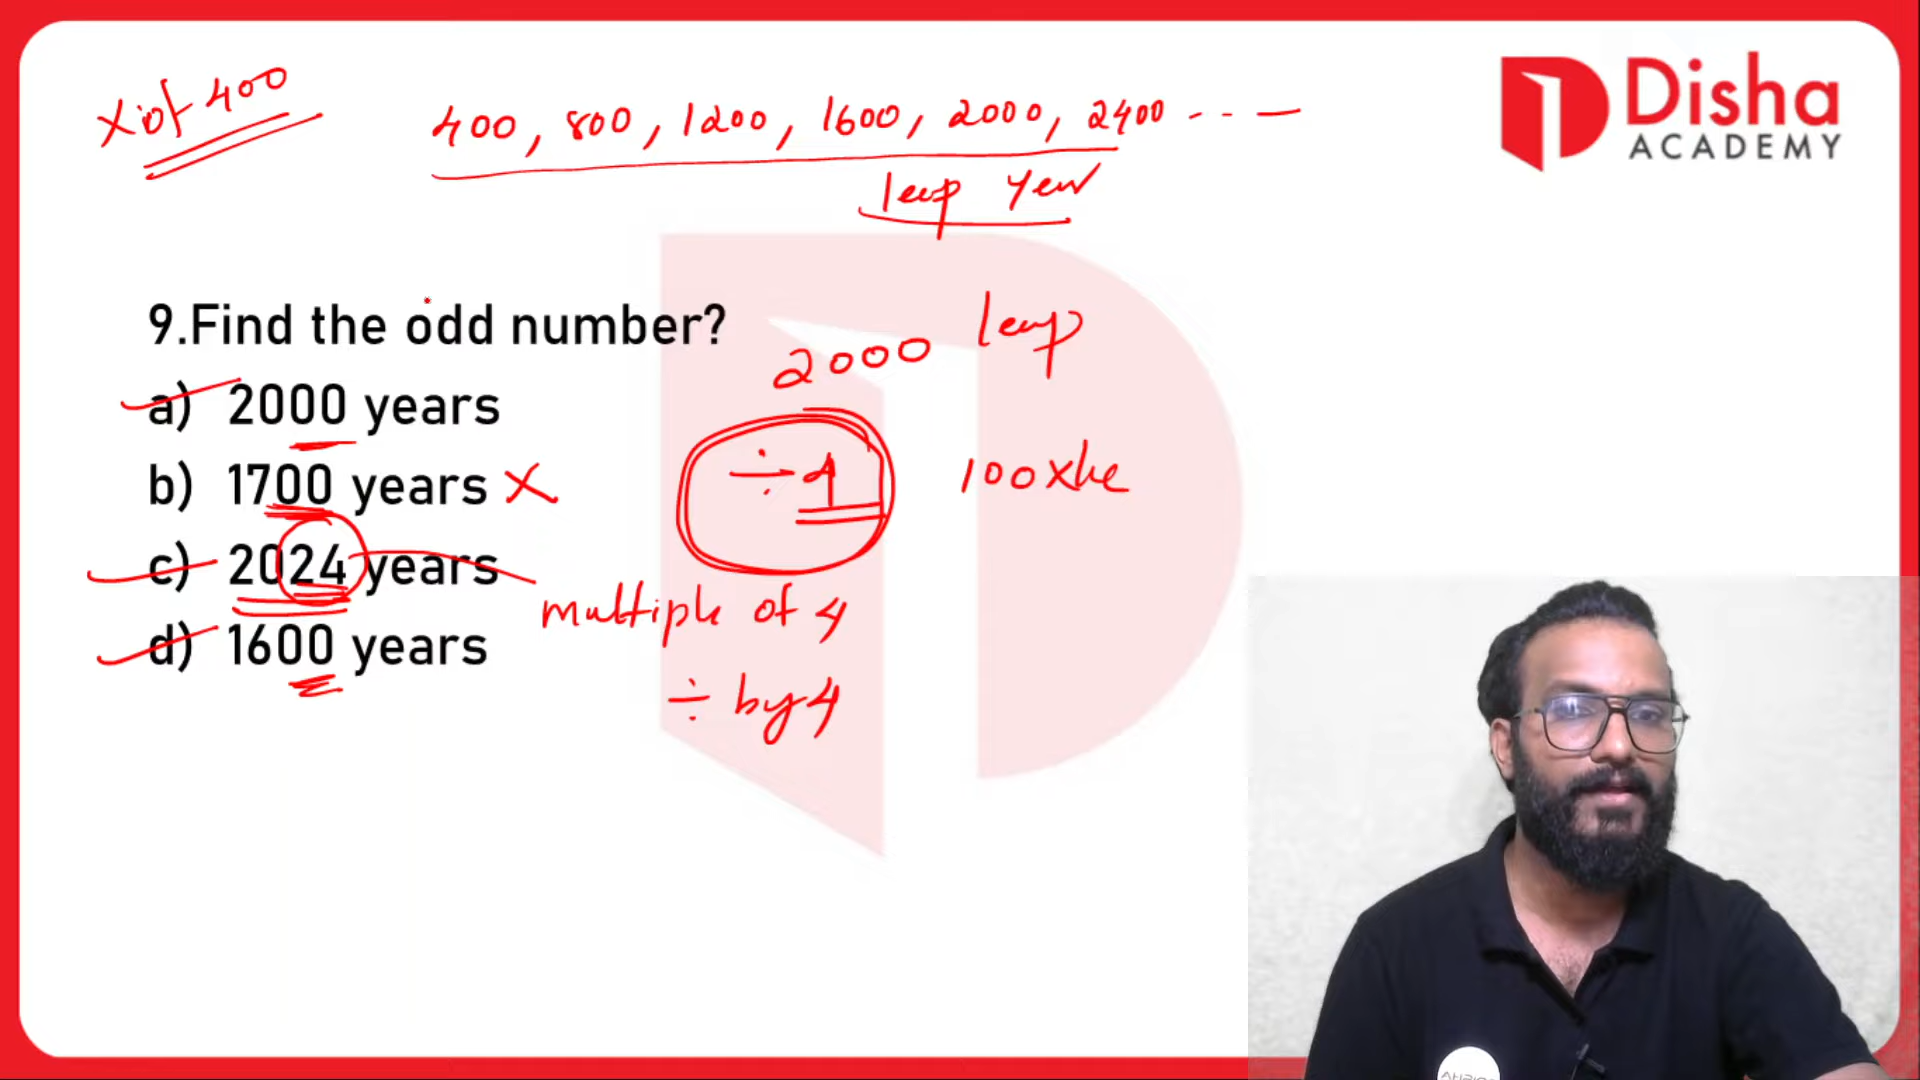 X of 400
400, 800, 1200, 1600, 2000, 2400 - - -
leap year
Disha
ACADEMY
9.Find the odd number?
2000 leap
a) 2000 years
÷ 4
b) 1700 years X
c) 2024 years
multiple of 4
d) 1600 years
÷ by 4